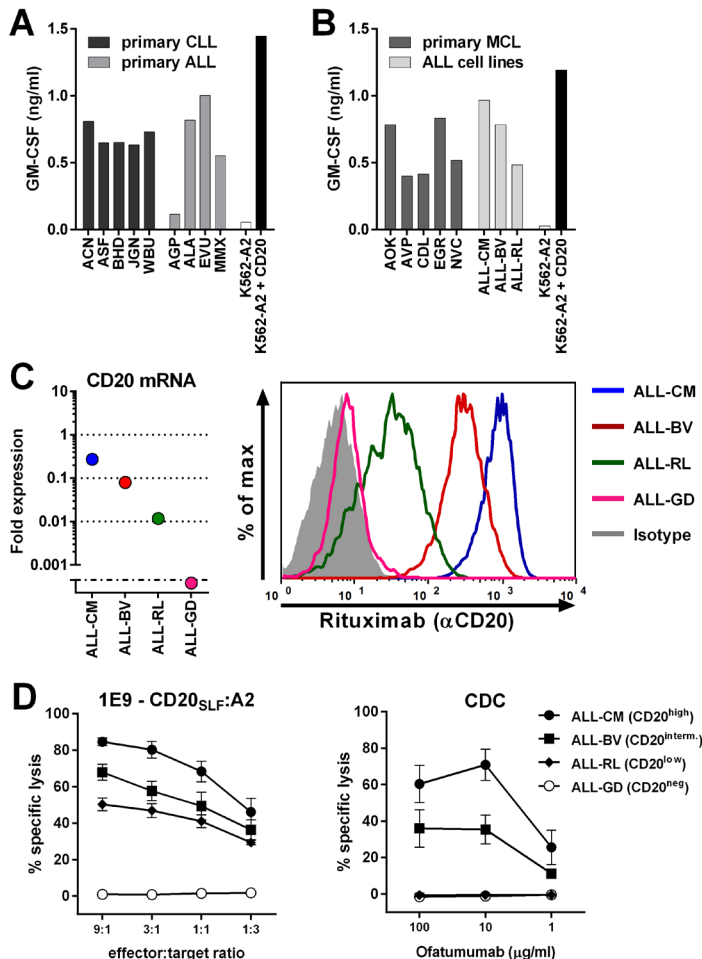 A
primary CLL
primary ALL
GM-CSF (ng/ml)
1.5
1.0
0.5
0.0
ACN
ASF
BHD
JGN
WBU
AGP
ALA
EVU
MMX
K562-A2
K562-A2 + CD20
B
primary MCL
ALL cell lines
GM-CSF (ng/ml)
1.5
1.0
0.5
0.0
AOK
AVP
CDL
EGR
NVC
ALL-CM
ALL-BV
ALL-RL
K562-A2
K562-A2 + CD20
C
CD20 mRNA
Fold expression
10
1
0.1
0.01
0.001
ALL-CM
ALL-BV
ALL-RL
ALL-GD
% of max
10⁰ 10¹ 10² 10³ 10⁴
Rituximab (αCD20)
ALL-CM
ALL-BV
ALL-RL
ALL-GD
Isotype
D
1E9 - CD20SLF:A2
% specific lysis
100
80
60
40
20
0
9:1 3:1 1:1 1:3
effector:target ratio
CDC
% specific lysis
100
80
60
40
20
0
100 10 1
Ofatumumab (μg/ml)
ALL-CM (CD20high)
ALL-BV (CD20interm.)
ALL-RL (CD20low)
ALL-GD (CD20neg)